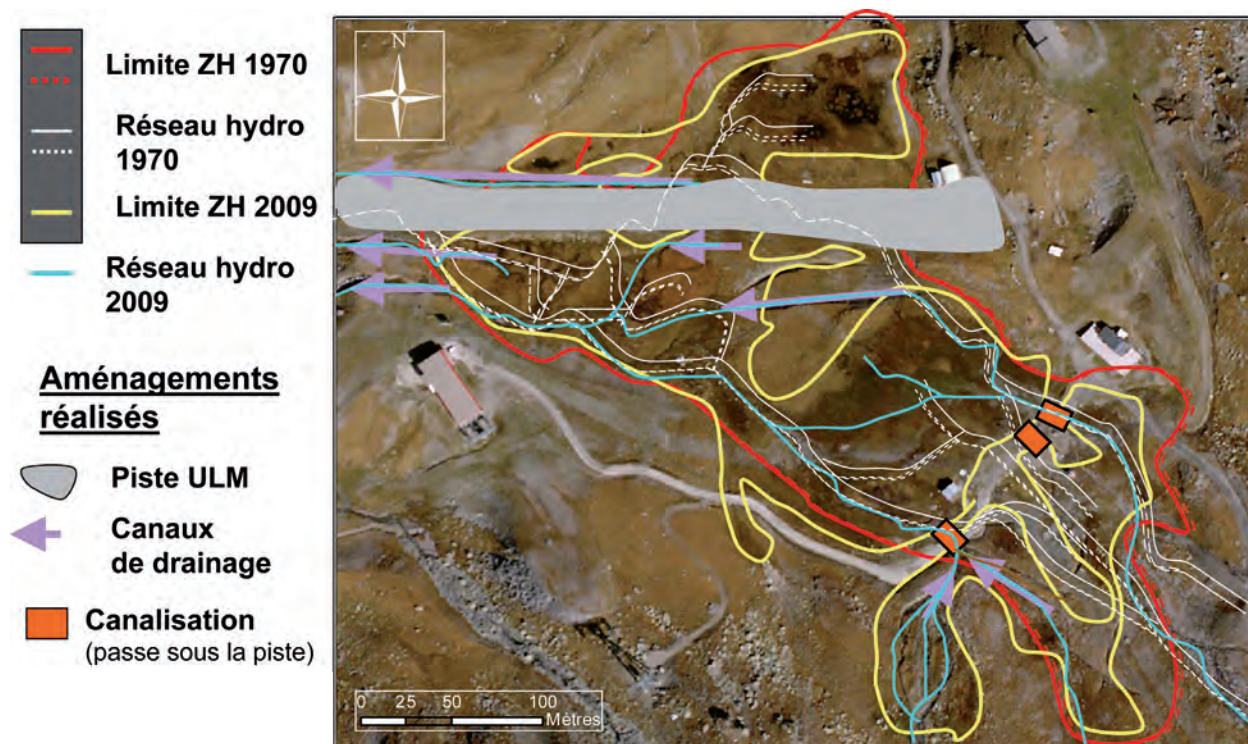 Limite ZH 1970
Réseau hydro
1970
Limite ZH 2009
Réseau hydro
2009
Aménagements
réalisés
Piste ULM
Canaux
de drainage
Canalisation
(passe sous la piste)
N
0 25 50 100
Mètres